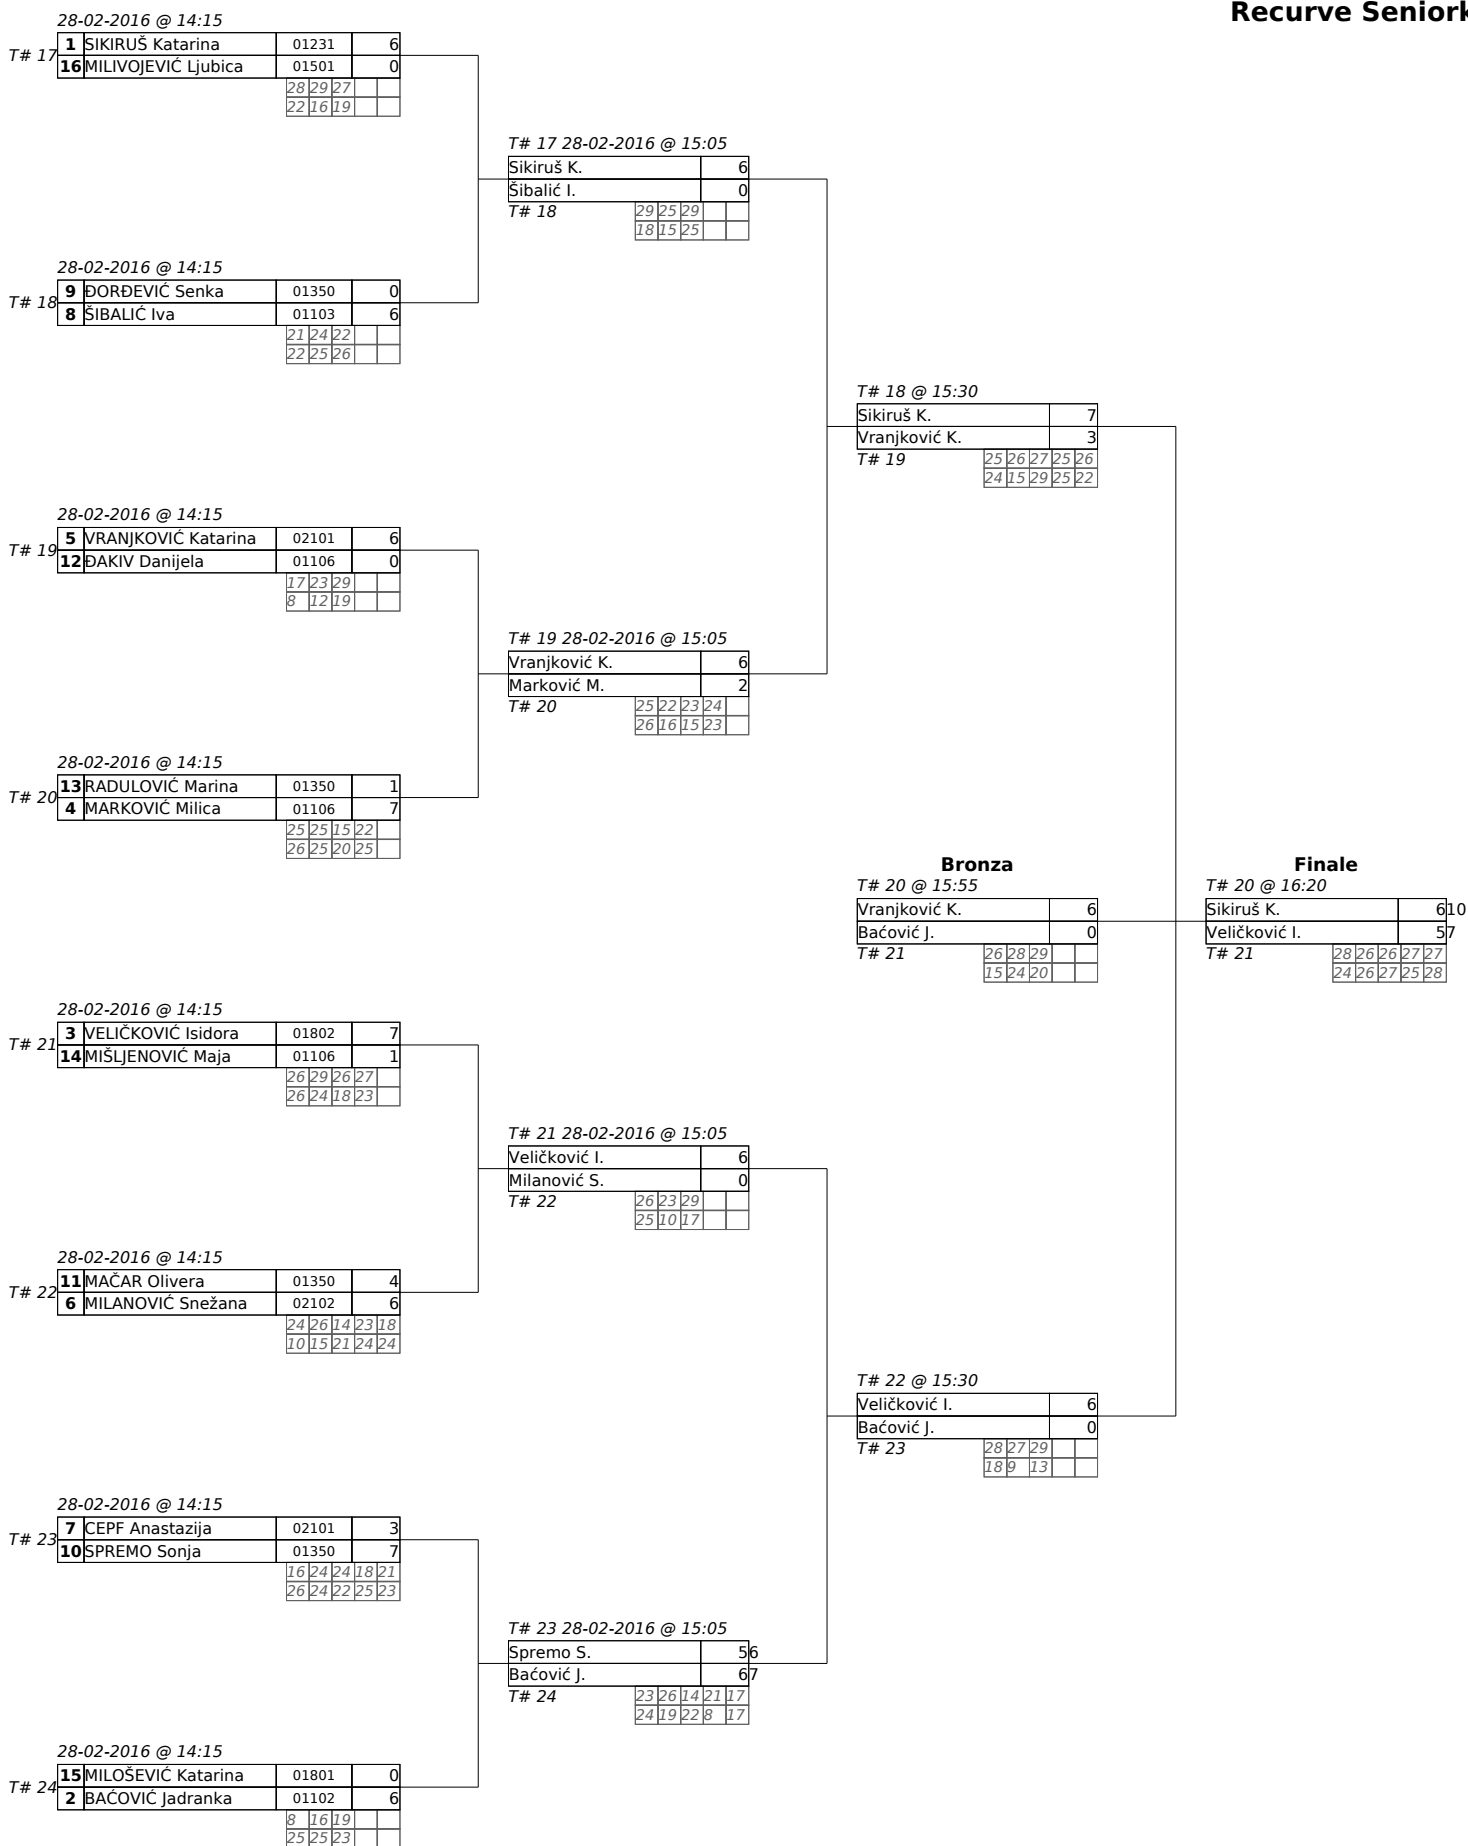 Recurve Seniork
28-02-2016 @ 14:15
T# 17
1 SIKIRUŠ Katarina 01231 6
16 MILIVOJEVIĆ Ljubica 01501 0
28 29 27
22 16 19
T# 17 28-02-2016 @ 15:05
Sikiruš K. 6
Šibalić I. 0
T# 18
29 25 29
18 15 25
28-02-2016 @ 14:15
T# 18
9 ĐORĐEVIĆ Senka 01350 0
8 ŠIBALIĆ Iva 01103 6
21 24 22
22 25 26
T# 18 @ 15:30
Sikiruš K. 7
Vranjković K. 3
T# 19
25 26 27 25 26
24 15 29 25 22
28-02-2016 @ 14:15
T# 19
5 VRANJKOVIĆ Katarina 02101 6
12 ĐAKIV Danijela 01106 0
17 23 29
8 12 19
T# 19 28-02-2016 @ 15:05
Vranjković K. 6
Marković M. 2
T# 20
25 22 23 24
26 16 15 23
28-02-2016 @ 14:15
T# 20
13 RADULOVIĆ Marina 01350 1
4 MARKOVIĆ Milica 01106 7
25 25 15 22
26 25 20 25
Bronza
T# 20 @ 15:55
Vranjković K. 6
Baćović J. 0
T# 21
26 28 29
15 24 20
Finale
T# 20 @ 16:20
Sikiruš K. 6 10
Veličković I. 5 7
T# 21
28 26 26 27 27
24 26 27 25 28
28-02-2016 @ 14:15
T# 21
3 VELIČKOVIĆ Isidora 01802 7
14 MIŠLJENOVIĆ Maja 01106 1
26 29 26 27
26 24 18 23
T# 21 28-02-2016 @ 15:05
Veličković I. 6
Milanović S. 0
T# 22
26 23 29
25 10 17
28-02-2016 @ 14:15
T# 22
11 MAČAR Olivera 01350 4
6 MILANOVIĆ Snežana 02102 6
24 26 14 23 18
10 15 21 24 24
T# 22 @ 15:30
Veličković I. 6
Baćović J. 0
T# 23
28 27 29
18 9 13
28-02-2016 @ 14:15
T# 23
7 CEPF Anastazija 02101 3
10 SPREMO Sonja 01350 7
16 24 24 18 21
26 24 22 25 23
T# 23 28-02-2016 @ 15:05
Spremo S. 5 6
Baćović J. 6 7
T# 24
23 26 14 21 17
24 19 22 8 17
28-02-2016 @ 14:15
T# 24
15 MILOŠEVIĆ Katarina 01801 0
2 BAĆOVIĆ Jadranka 01102 6
8 16 19
25 25 23